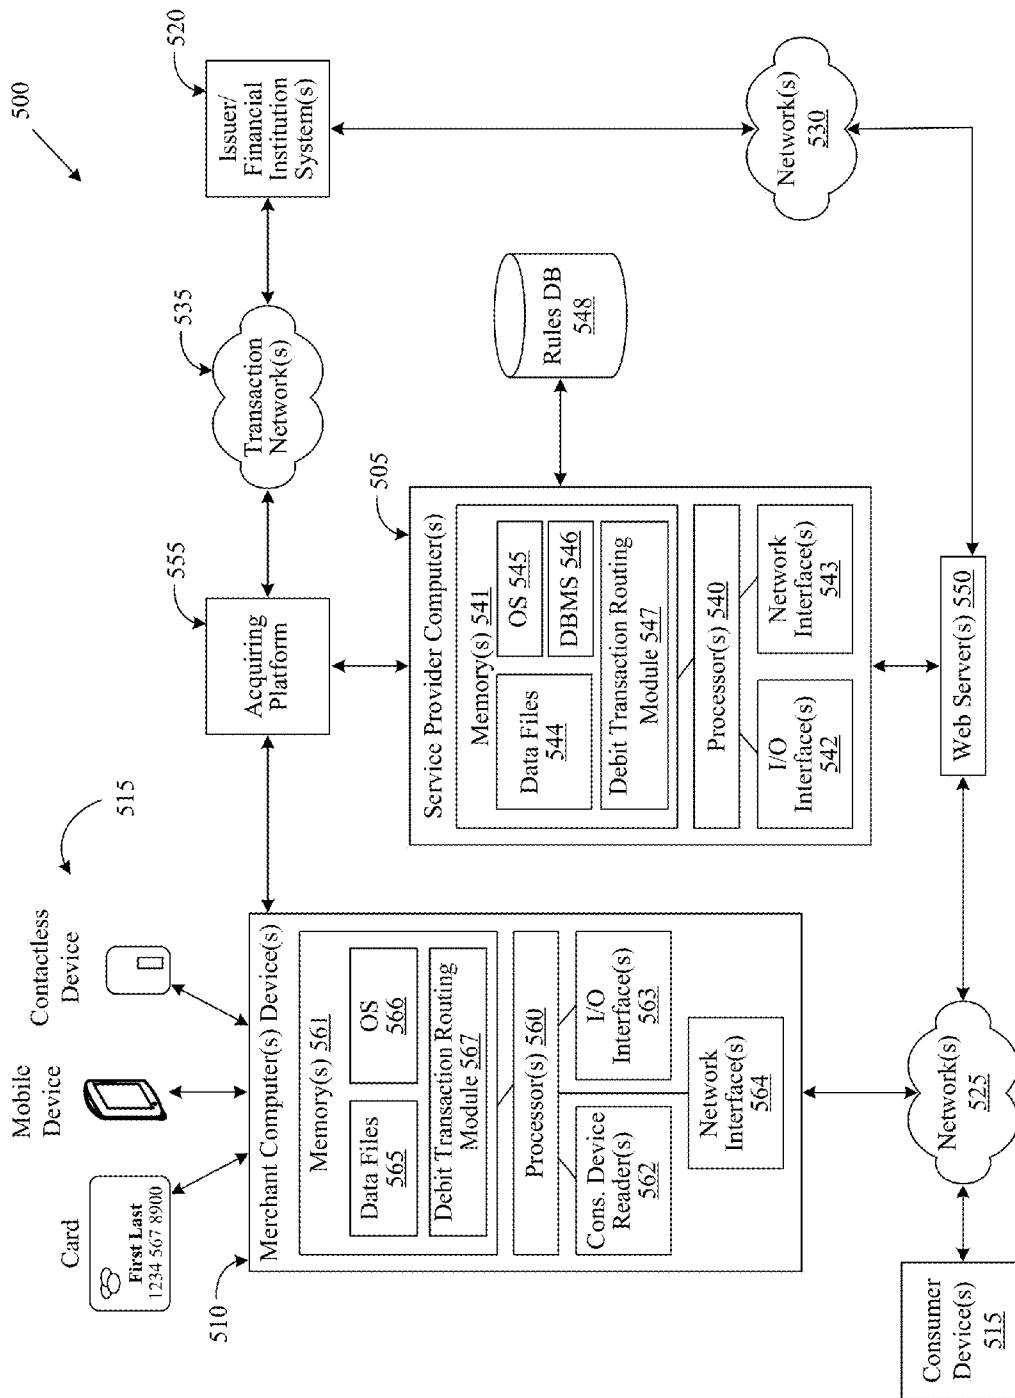 500
515
Card
Mobile
Device
Contactless
Device
First Last
1234 567 8900
510
Merchant Computer(s) Device(s)
Memory(s) 561
Data Files
565
OS
566
Debit Transaction Routing
Module 567
Processor(s) 560
Cons. Device
Reader(s)
562
I/O
Interface(s)
563
Network
Interface(s)
564
555
Acquiring
Platform
535
Transaction
Network(s)
520
Issuer/
Financial
Institution
System(s)
505
Service Provider Computer(s)
Memory(s) 541
Data Files
544
OS 545
DBMS 546
Debit Transaction Routing
Module 547
Processor(s) 540
I/O
Interface(s)
542
Network
Interface(s)
543
Rules DB
548
Consumer
Device(s)
515
Network(s)
525
Web Server(s) 550
Network(s)
530